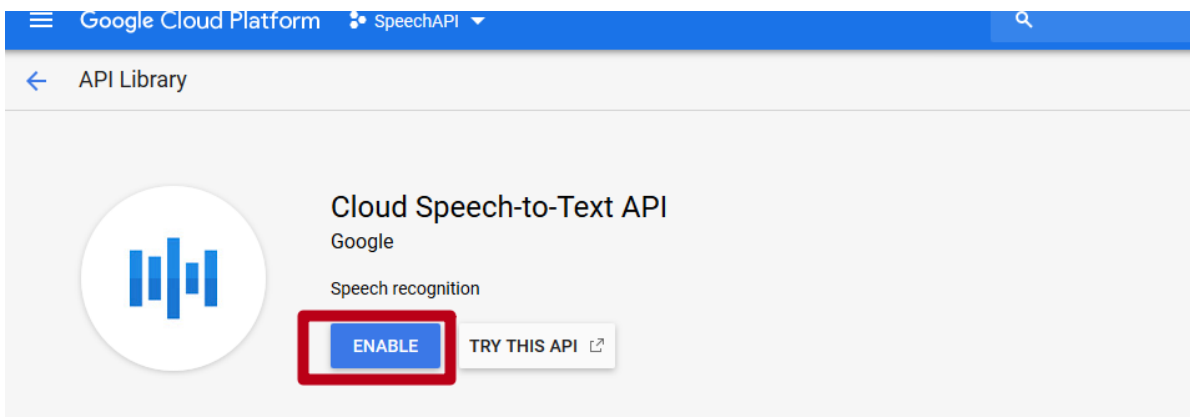 Google Cloud Platform SpeechAPI
API Library
Cloud Speech-to-Text API
Google
Speech recognition
ENABLE TRY THIS API